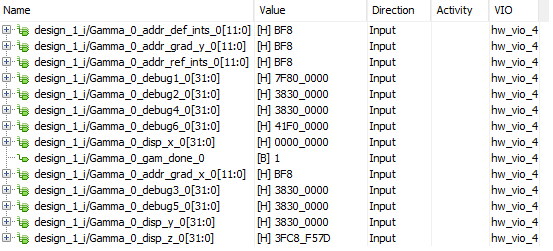 Name Value Direction Activity VIO
design_1_i/Gamma_0_addr_def_ints_0[11:0] [H] BF8 Input hw_vio_4
design_1_i/Gamma_0_addr_grad_y_0[11:0] [H] BF8 Input hw_vio_4
design_1_i/Gamma_0_addr_ref_ints_0[11:0] [H] BF8 Input hw_vio_4
design_1_i/Gamma_0_debug1_0[31:0] [H] 7F80_0000 Input hw_vio_4
design_1_i/Gamma_0_debug2_0[31:0] [H] 3830_0000 Input hw_vio_4
design_1_i/Gamma_0_debug4_0[31:0] [H] 3830_0000 Input hw_vio_4
design_1_i/Gamma_0_debug6_0[31:0] [H] 41F0_0000 Input hw_vio_4
design_1_i/Gamma_0_disp_x_0[31:0] [H] 0000_0000 Input hw_vio_4
design_1_i/Gamma_0_gam_done_0 [B] 1 Input hw_vio_4
design_1_i/Gamma_0_addr_grad_x_0[11:0] [H] BF8 Input hw_vio_4
design_1_i/Gamma_0_debug3_0[31:0] [H] 3830_0000 Input hw_vio_4
design_1_i/Gamma_0_debug5_0[31:0] [H] 3830_0000 Input hw_vio_4
design_1_i/Gamma_0_disp_y_0[31:0] [H] 3830_0000 Input hw_vio_4
design_1_i/Gamma_0_disp_z_0[31:0] [H] 3FC8_F57D Input hw_vio_4